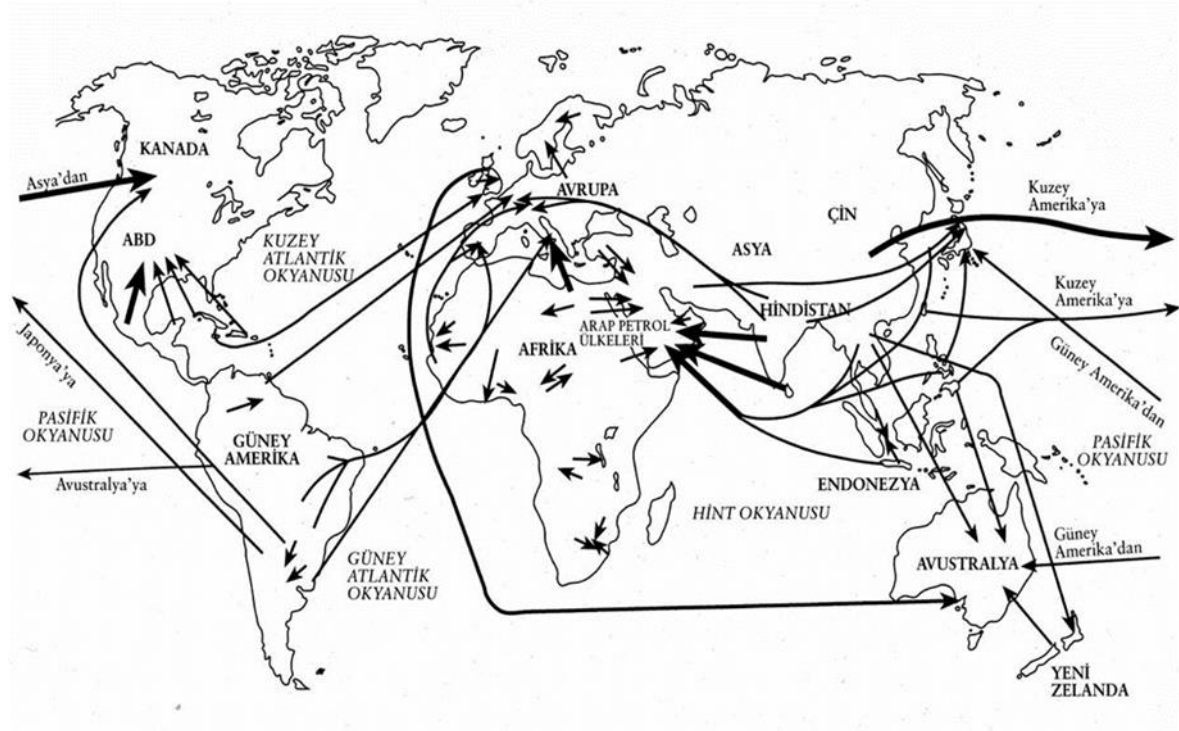 KANADA
Asya'dan
ABD
KUZEY
ATLANTİK
OKYANUSU
Japonya'ya
PASİFİK
OKYANUSU
Avustralya'ya
GÜNEY
AMERİKA
GÜNEY
ATLANTİK
OKYANUSU
AVRUPA
AFRİKA
ARAP PETROL
ÜLKELERİ
ASYA
ÇİN
HİNDİSTAN
HİNT OKYANUSU
ENDONEZYA
AVUSTRALYA
YENİ
ZELANDA
Kuzey
Amerika'ya
Kuzey
Amerika'ya
Güney Amerika'dan
PASİFİK
OKYANUSU
Güney
Amerika'dan